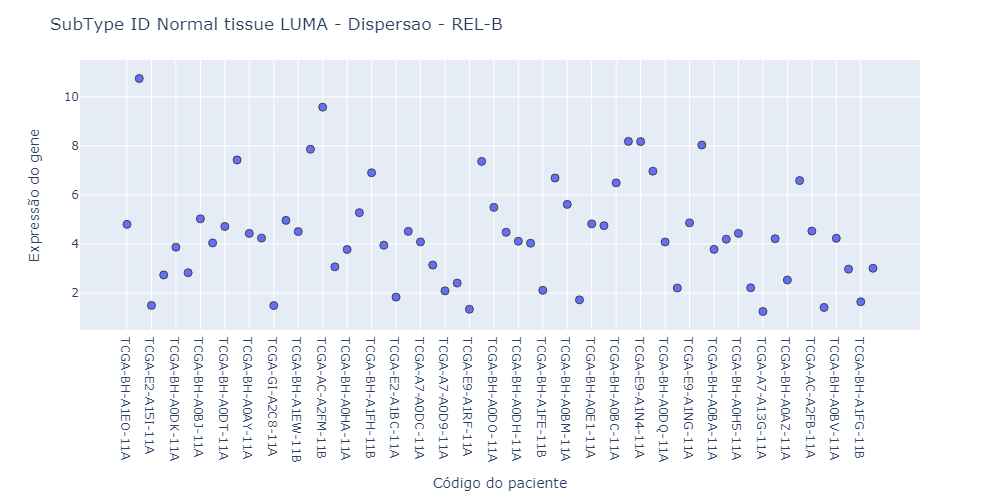 SubType ID Normal tissue LUMA - Dispersao - REL-B
Expressão do gene
10
8
6
4
2
TCGA-BH-A1EO-11A
TCGA-E2-A15I-11A
TCGA-BH-A0DK-11A
TCGA-BH-A0BJ-11A
TCGA-BH-A0DT-11A
TCGA-BH-A0AY-11A
TCGA-GI-A2C8-11A
TCGA-BH-A1EW-11B
TCGA-AC-A2FM-11B
TCGA-BH-A0HA-11A
TCGA-BH-A1FH-11B
TCGA-E2-A1BC-11A
TCGA-A7-A0DC-11A
TCGA-A7-A0D9-11A
TCGA-E9-A1RF-11A
TCGA-BH-A0DO-11A
TCGA-BH-A0DH-11A
TCGA-BH-A1FE-11B
TCGA-BH-A0BM-11A
TCGA-BH-A0E1-11A
TCGA-BH-A0BC-11A
TCGA-E9-A1N4-11A
TCGA-BH-A0DQ-11A
TCGA-E9-A1NG-11A
TCGA-BH-A0BA-11A
TCGA-BH-A0H5-11A
TCGA-A7-A13G-11A
TCGA-BH-A0AZ-11A
TCGA-AC-A2FB-11A
TCGA-BH-A0BV-11A
TCGA-BH-A1FG-11B
Código do paciente